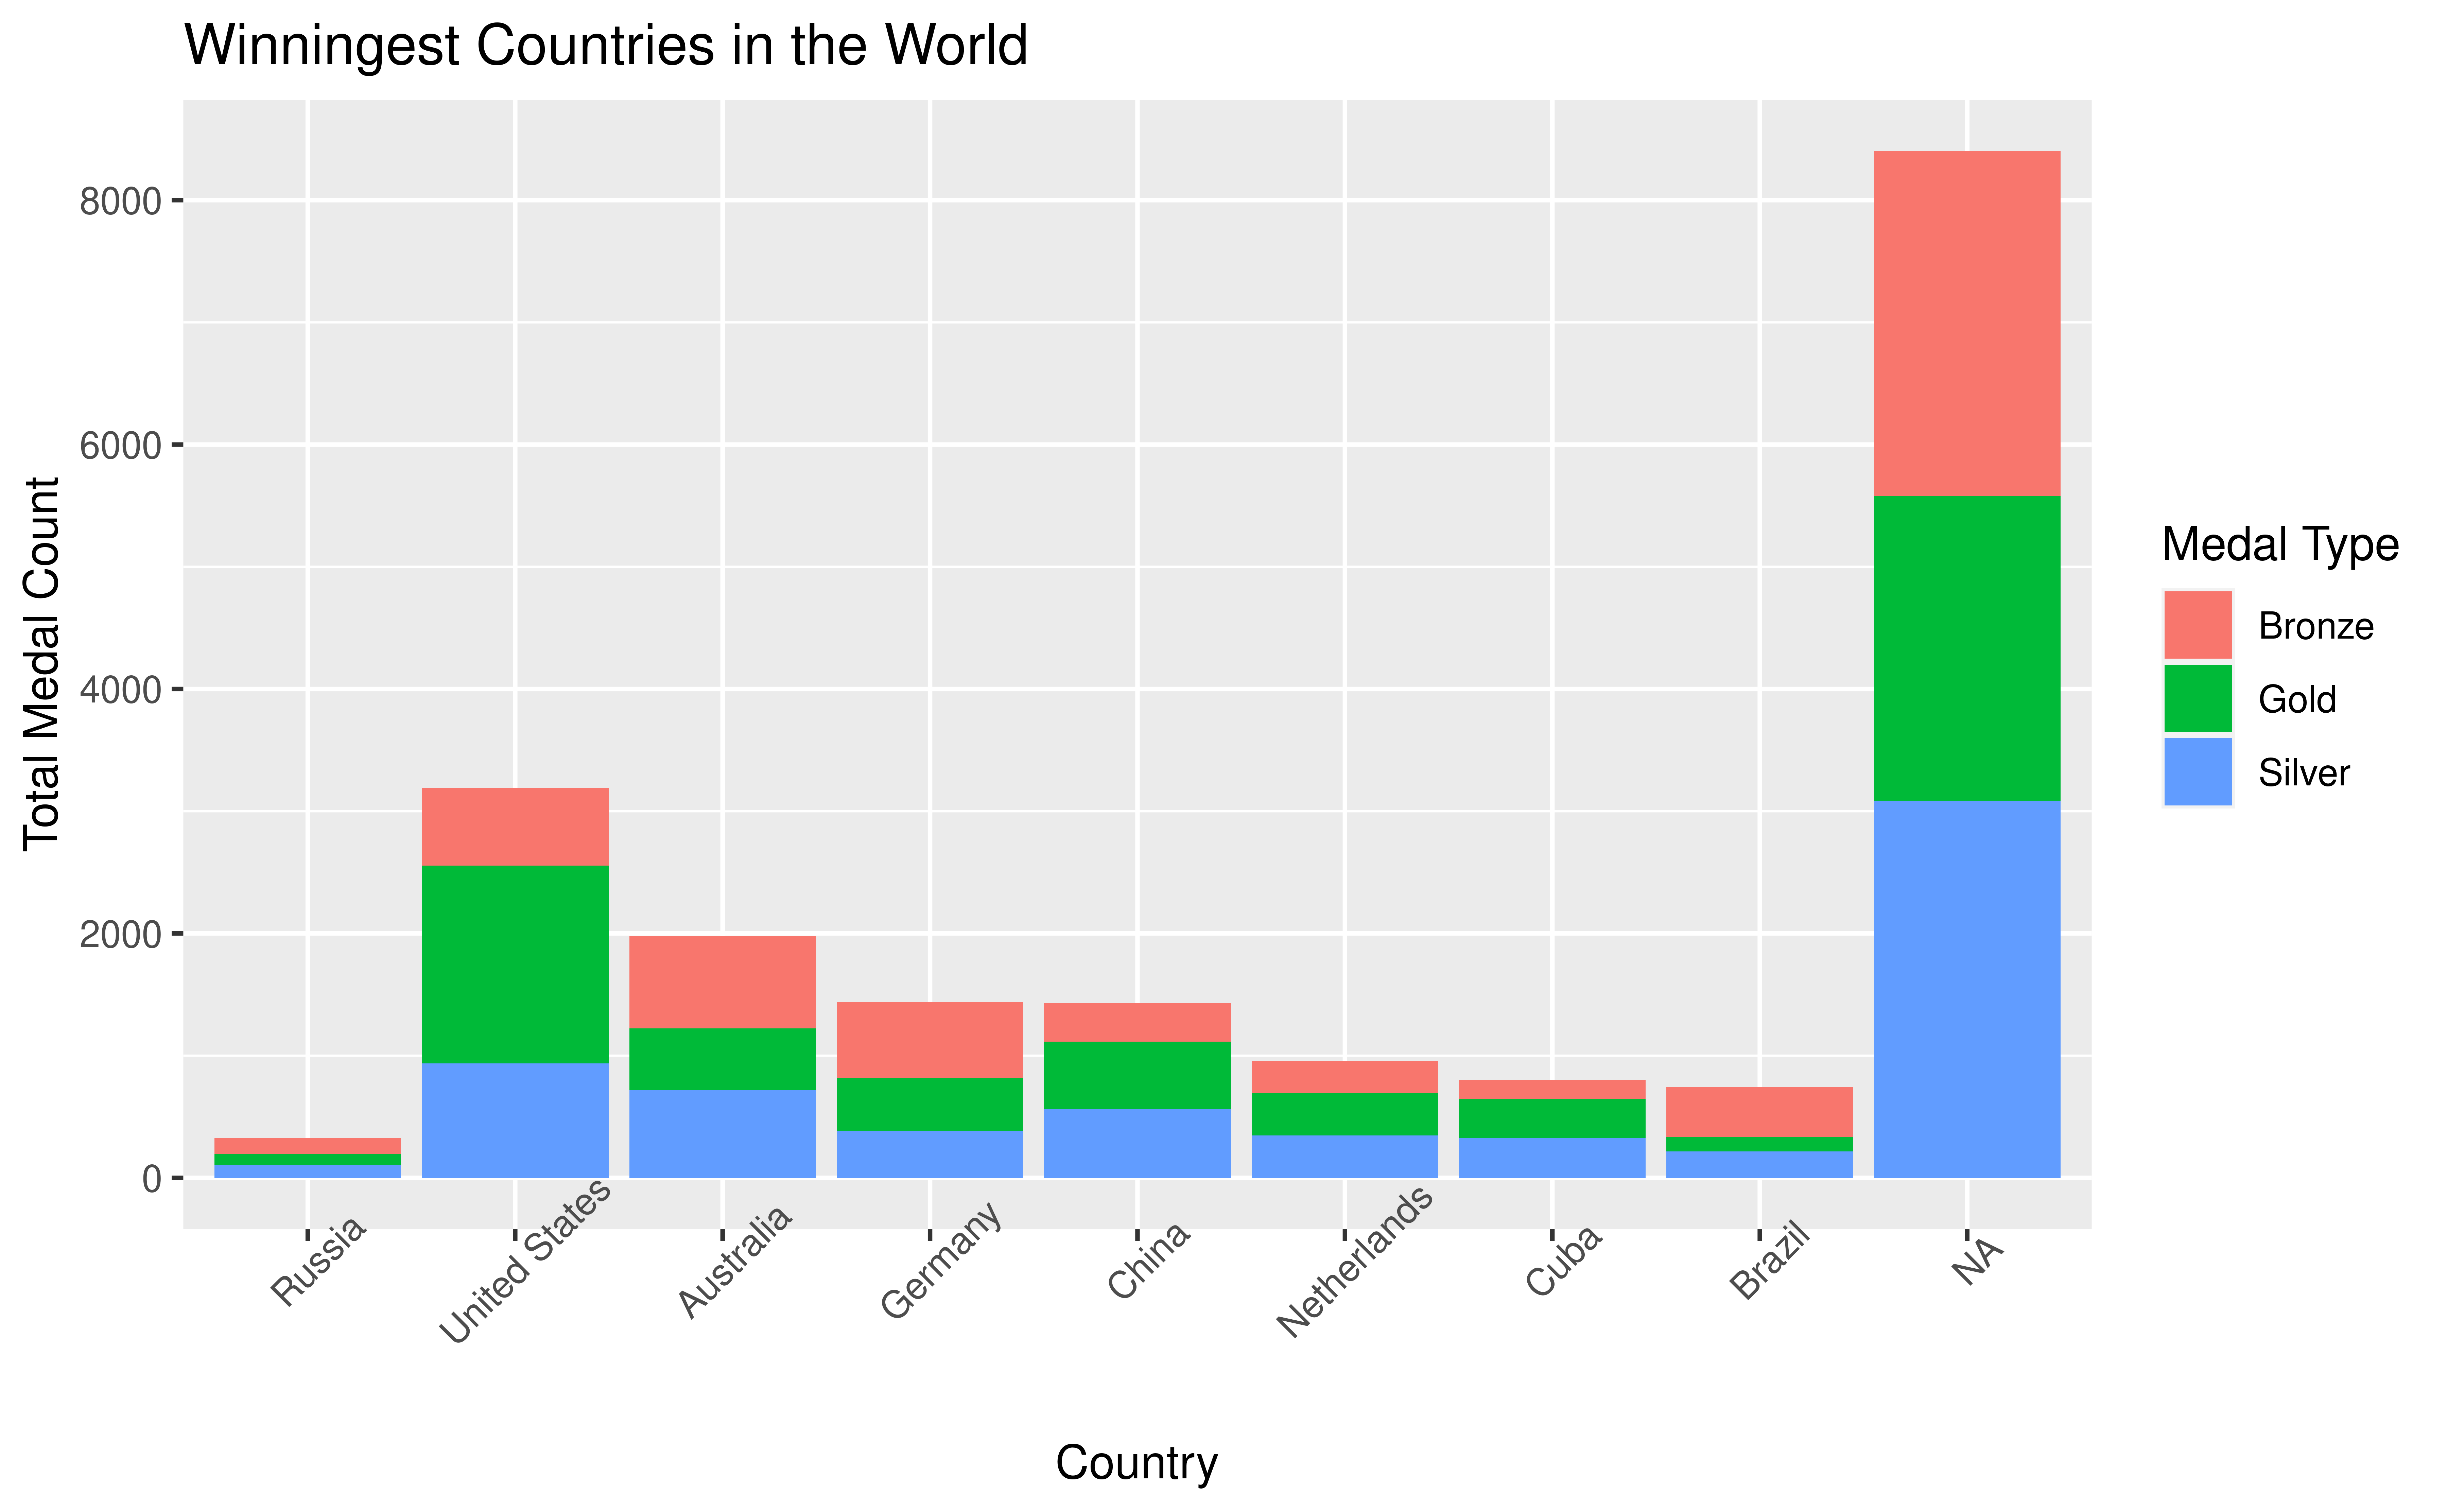 Winningest Countries in the World
Total Medal Count
8000
6000
4000
2000
0
Russia
United States
Australia
Germany
China
Netherlands
Cuba
Brazil
NA
Country
Medal Type
Bronze
Gold
Silver